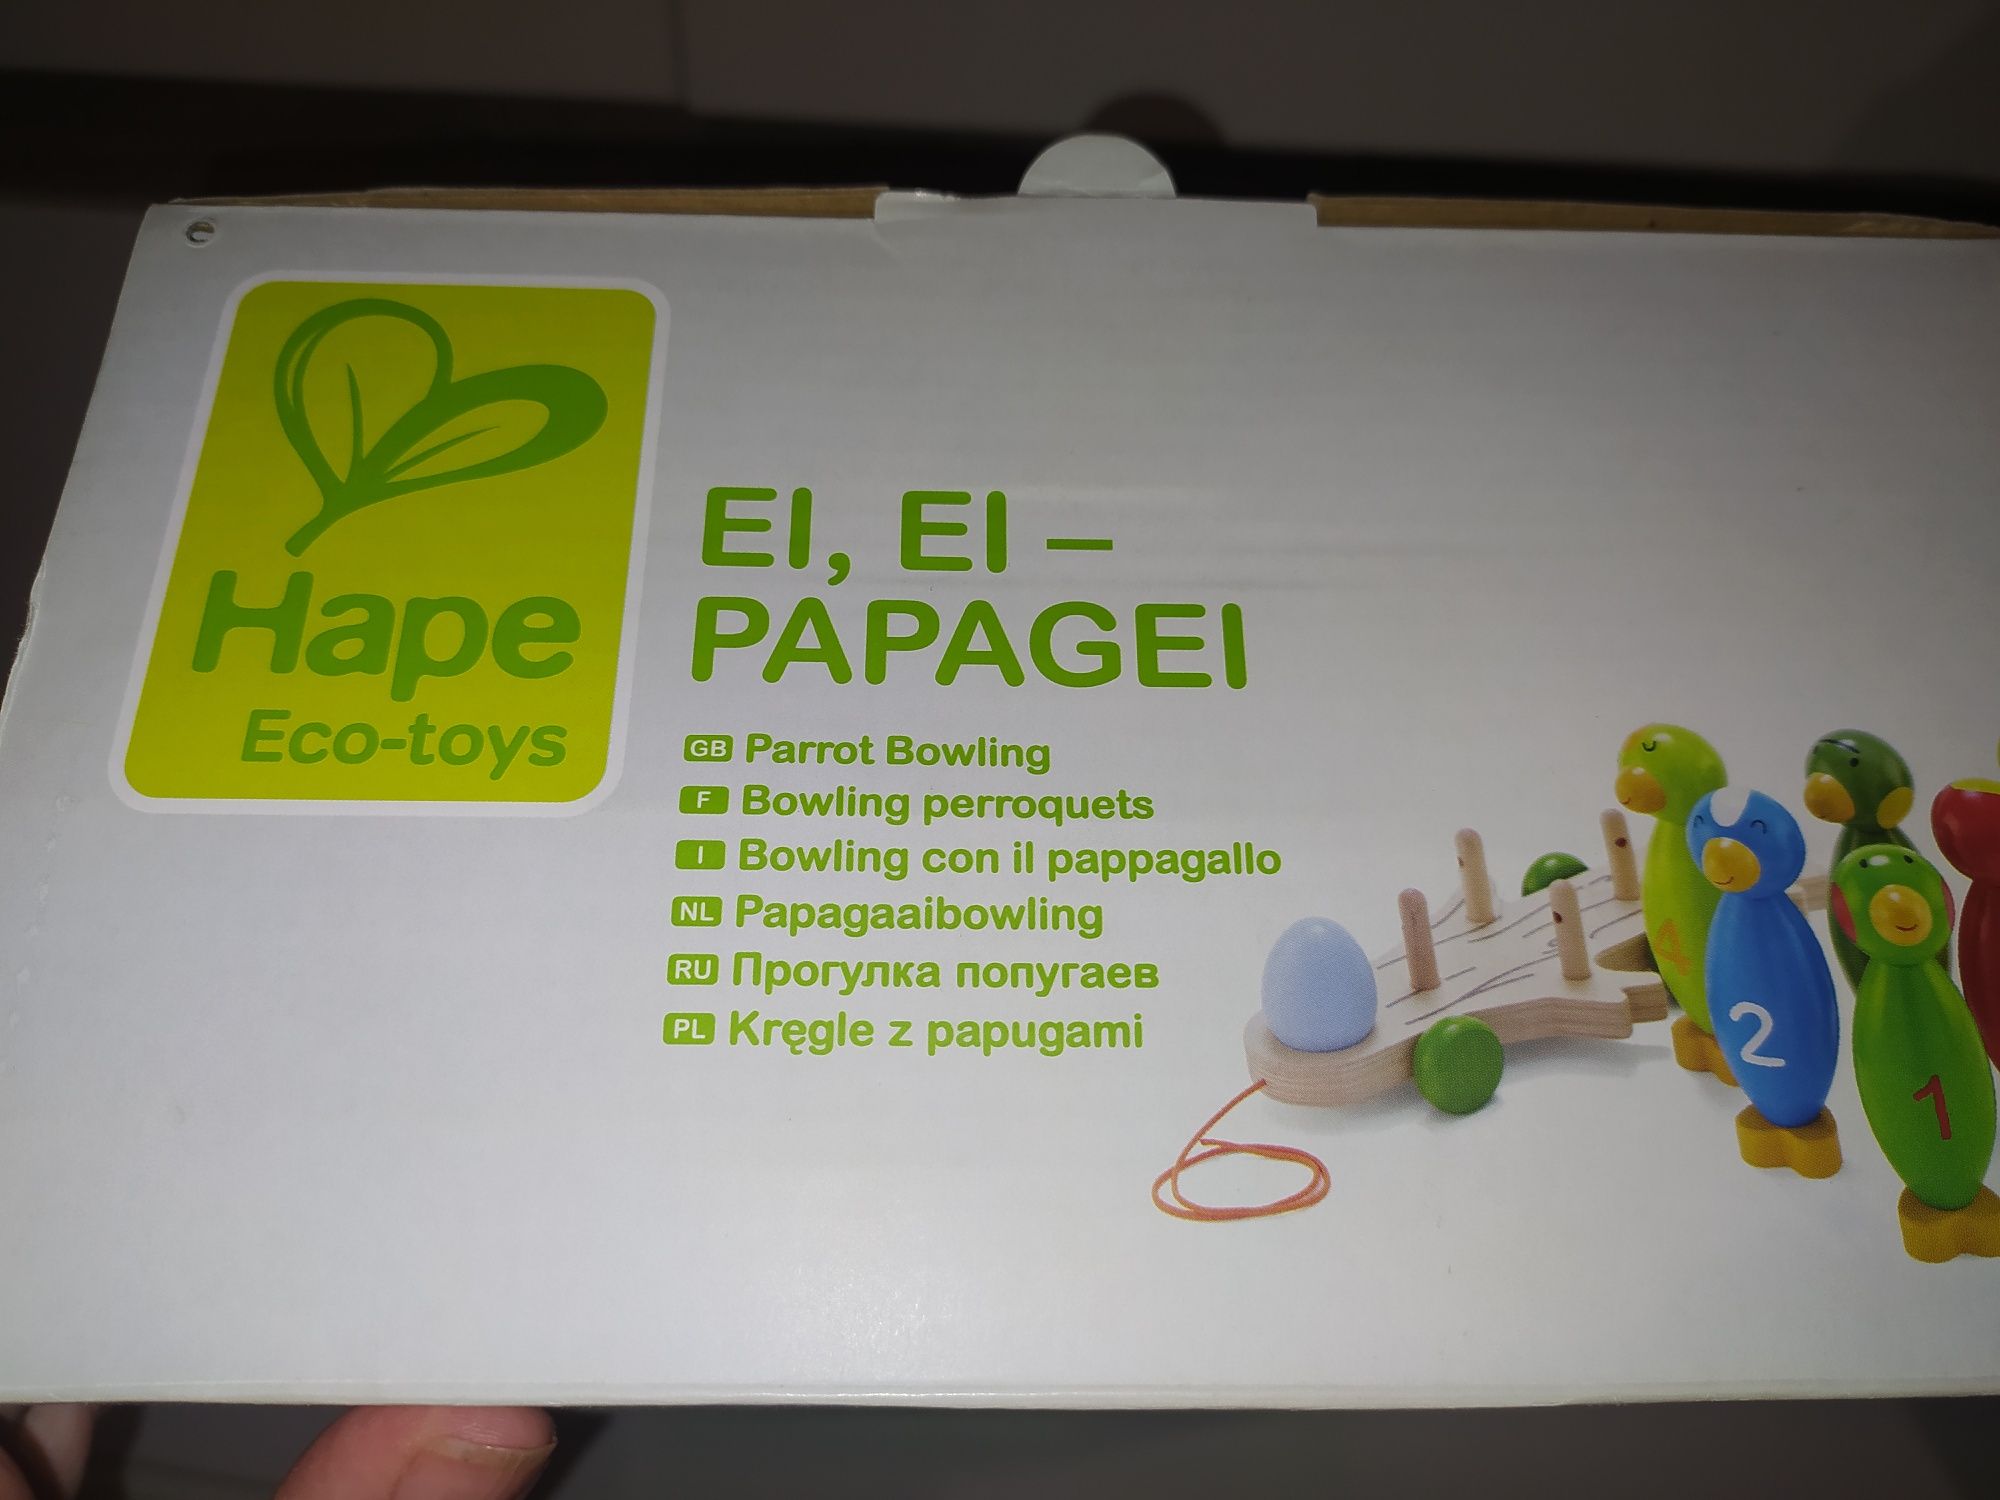 Hape
Eco-toys
EI, EI –
PAPAGEI
GB Parrot Bowling
F Bowling perroquets
I Bowling con il pappagallo
NL Papagaaibowling
RU Прогулка попугаев
PL Kręgle z papugami
4
2
1